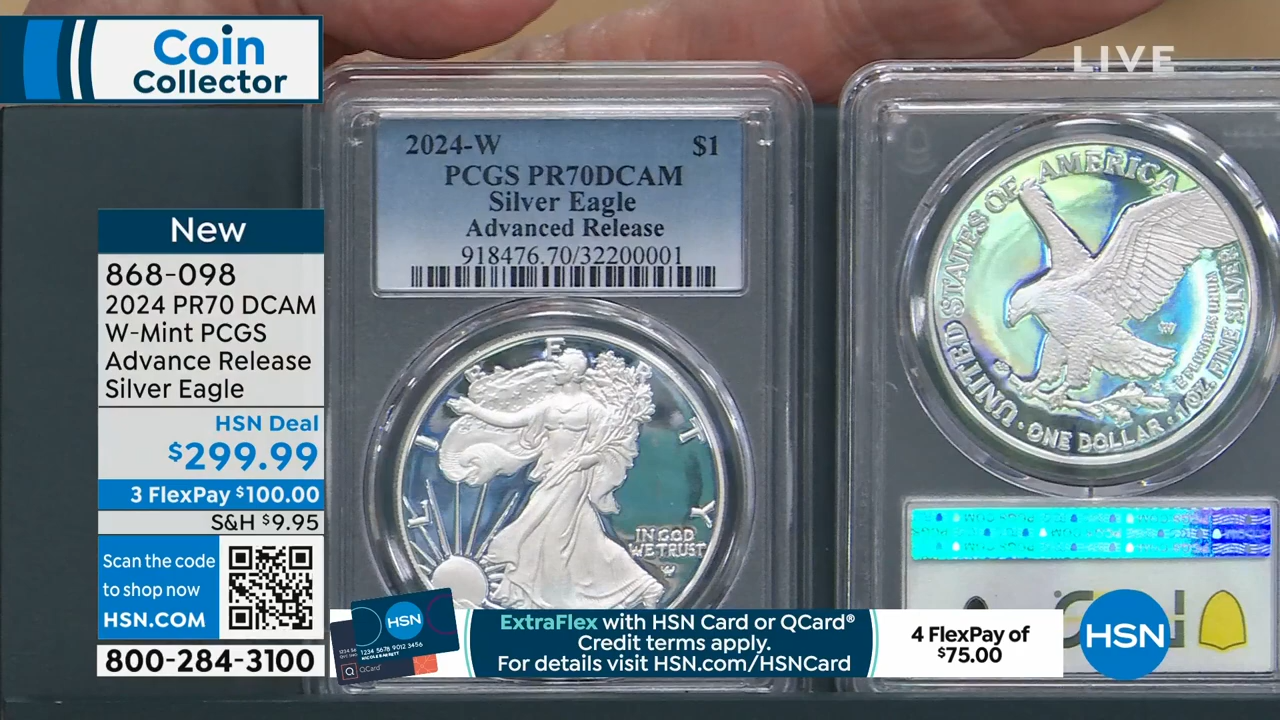 Coin
Collector
LIVE
New
868-098
2024 PR70 DCAM
W-Mint PCGS
Advance Release
Silver Eagle
HSN Deal
$299.99
3 FlexPay $100.00
S&H $9.95
Scan the code
to shop now
HSN.COM
800-284-3100
2024-W $1
PCGS PR70DCAM
Silver Eagle
Advanced Release
918476.70/32200001
LIBERTY
IN GOD
WE TRUST
UNITED STATES OF AMERICA
W
E PLURIBUS UNUM
1 OZ. FINE SILVER
ONE DOLLAR
HSN
1234 5678 9012 3456
QCard
ExtraFlex with HSN Card or QCard®
Credit terms apply.
For details visit HSN.com/HSNCard
4 FlexPay of
$75.00
HSN